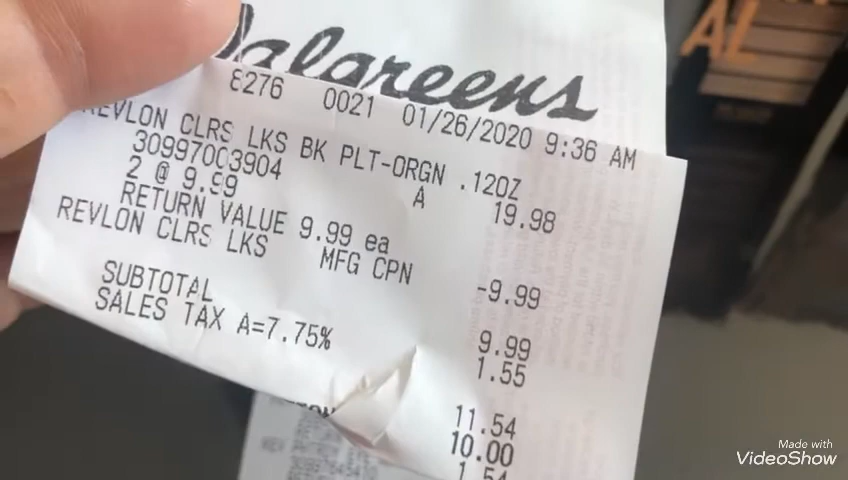 Walgreens
8276 0021 01/26/2020 9:36 AM
REVLON CLRS LKS BK PLT-ORGN .12OZ
30997003904 A 19.98
2 @ 9.99
RETURN VALUE 9.99 ea
REVLON CLRS LKS MFG CPN -9.99
SUBTOTAL 9.99
SALES TAX A=7.75% 1.55
11.54
10.00
1.54
AL
Made with
VideoShow